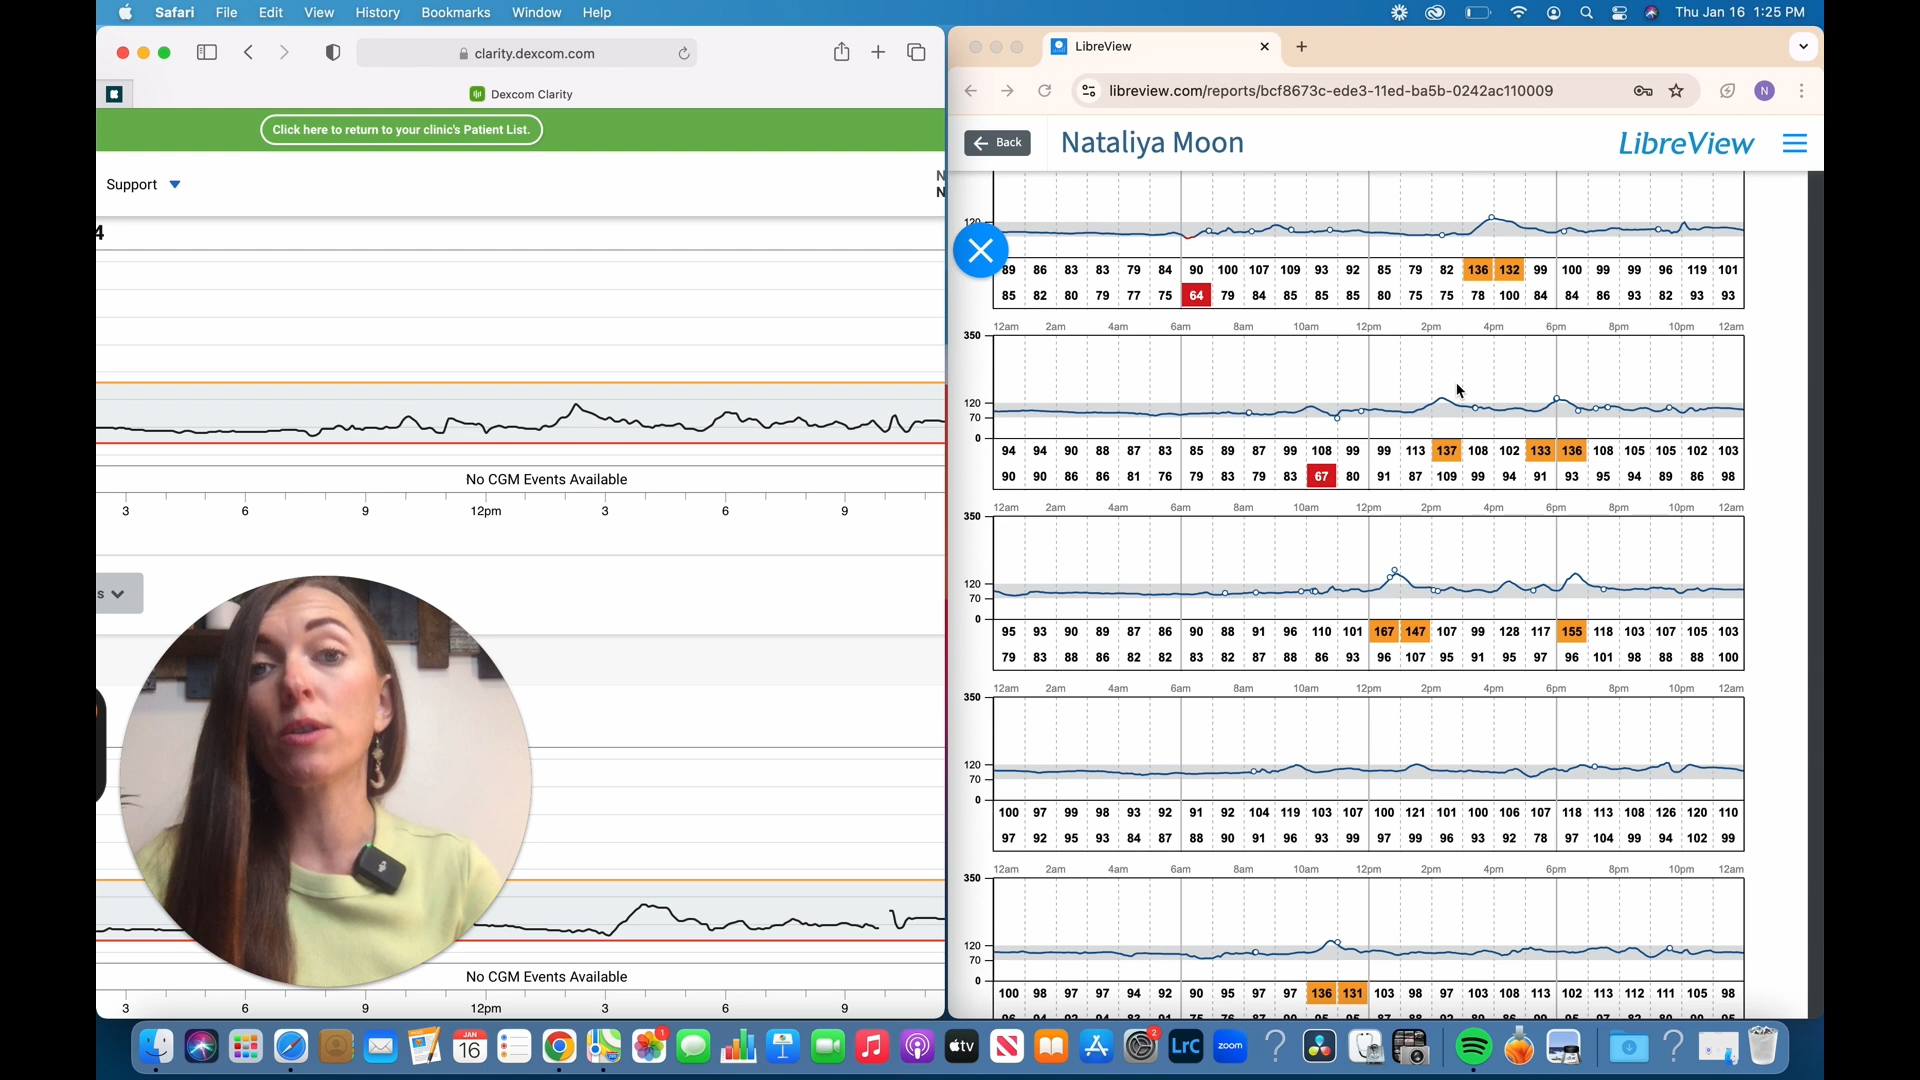 Safari File Edit View History Bookmarks Window Help Thu Jan 16 1:25 PM
clarity.dexcom.com
Dexcom Clarity
Click here to return to your clinic's Patient List.
Support
N
N
4
No CGM Events Available
3 6 9 12pm 3 6 9
s
No CGM Events Available
3 6 9 12pm 3 6 9
LibreView
libreview.com/reports/bcf8673c-ede3-11ed-ba5b-0242ac110009
N
Back Nataliya Moon LibreView
120
89 86 83 83 79 84 90 100 107 109 93 92 85 79 82 136 132 99 100 99 99 96 119 101
85 82 80 79 77 75 64 79 84 85 85 85 80 75 75 78 100 84 84 86 93 82 93 93
12am 2am 4am 6am 8am 10am 12pm 2pm 4pm 6pm 8pm 10pm 12am
350
120
70
0
94 94 90 88 87 83 85 89 87 99 108 99 99 113 137 108 102 133 136 108 105 105 102 103
90 90 86 86 81 76 79 83 79 83 67 80 91 87 109 99 94 91 93 95 94 89 86 98
12am 2am 4am 6am 8am 10am 12pm 2pm 4pm 6pm 8pm 10pm 12am
350
120
70
0
95 93 90 89 87 86 90 88 91 96 110 101 167 147 107 99 128 117 155 118 103 107 105 103
79 83 88 86 82 82 83 82 87 88 86 93 96 107 95 91 95 97 96 101 98 88 88 100
12am 2am 4am 6am 8am 10am 12pm 2pm 4pm 6pm 8pm 10pm 12am
350
120
70
0
100 97 99 98 93 92 91 92 104 119 103 107 100 121 101 100 106 107 118 113 108 126 120 110
97 92 95 93 84 87 88 90 91 96 93 99 97 99 96 93 92 78 97 104 99 94 102 99
12am 2am 4am 6am 8am 10am 12pm 2pm 4pm 6pm 8pm 10pm 12am
350
120
70
0
100 98 97 97 94 92 90 95 97 97 136 131 103 98 97 103 108 113 102 113 112 111 105 98
JAN
16
1
tv
2
LrC
zoom